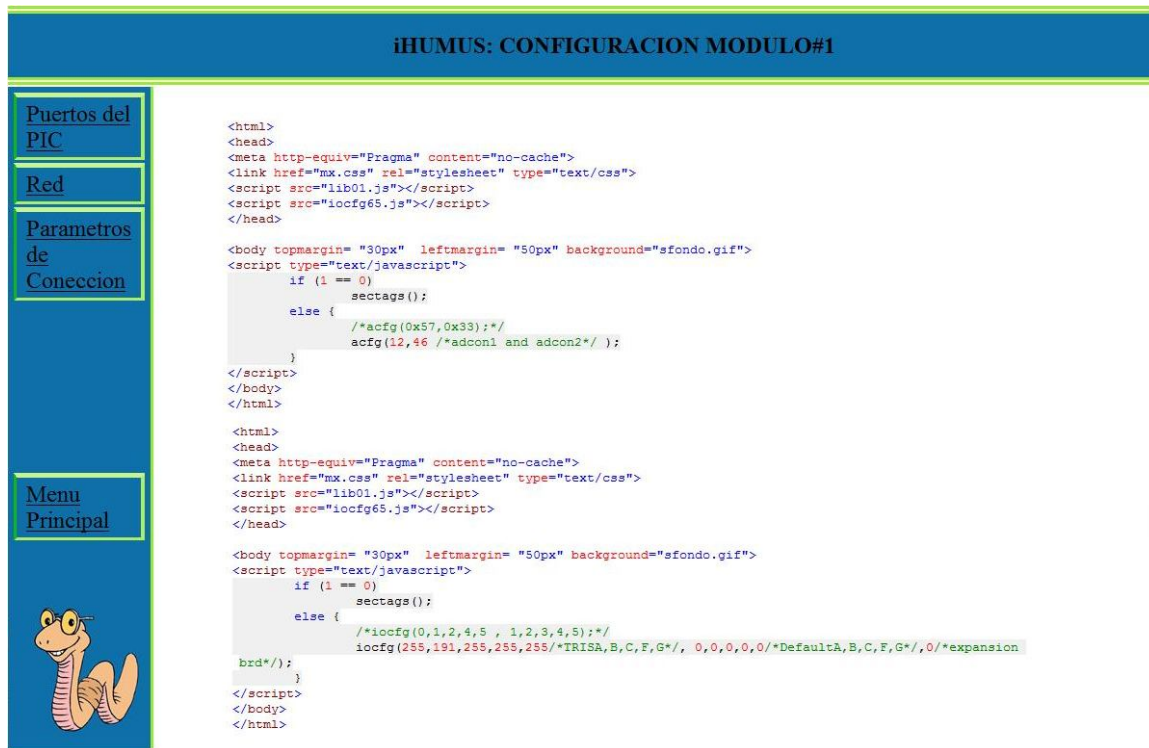 iHUMUS: CONFIGURACION MODULO#1
Puertos del
PIC
Red
Parametros
de
Coneccion
Menu
Principal
<html>
<head>
<meta http-equiv="Pragma" content="no-cache">
<link href="mx.css" rel="stylesheet" type="text/css">
<script src="lib01.js"></script>
<script src="iocfg65.js"></script>
</head>
<body topmargin= "30px"  leftmargin= "50px" background="sfondo.gif">
<script type="text/javascript">
if (1 == 0)
sectags();
else {
/*acfg(0x57,0x33);*/
acfg(12,46 /*adcon1 and adcon2*/ );
}
</script>
</body>
</html>
<html>
<head>
<meta http-equiv="Pragma" content="no-cache">
<link href="mx.css" rel="stylesheet" type="text/css">
<script src="lib01.js"></script>
<script src="iocfg65.js"></script>
</head>
<body topmargin= "30px"  leftmargin= "50px" background="sfondo.gif">
<script type="text/javascript">
if (1 == 0)
sectags();
else {
/*iocfg(0,1,2,4,5 , 1,2,3,4,5);*/
iocfg(255,191,255,255,255/*TRISA,B,C,F,G*/, 0,0,0,0,0/*DefaultA,B,C,F,G*/,0/*expansion
brd*/);
}
</script>
</body>
</html>